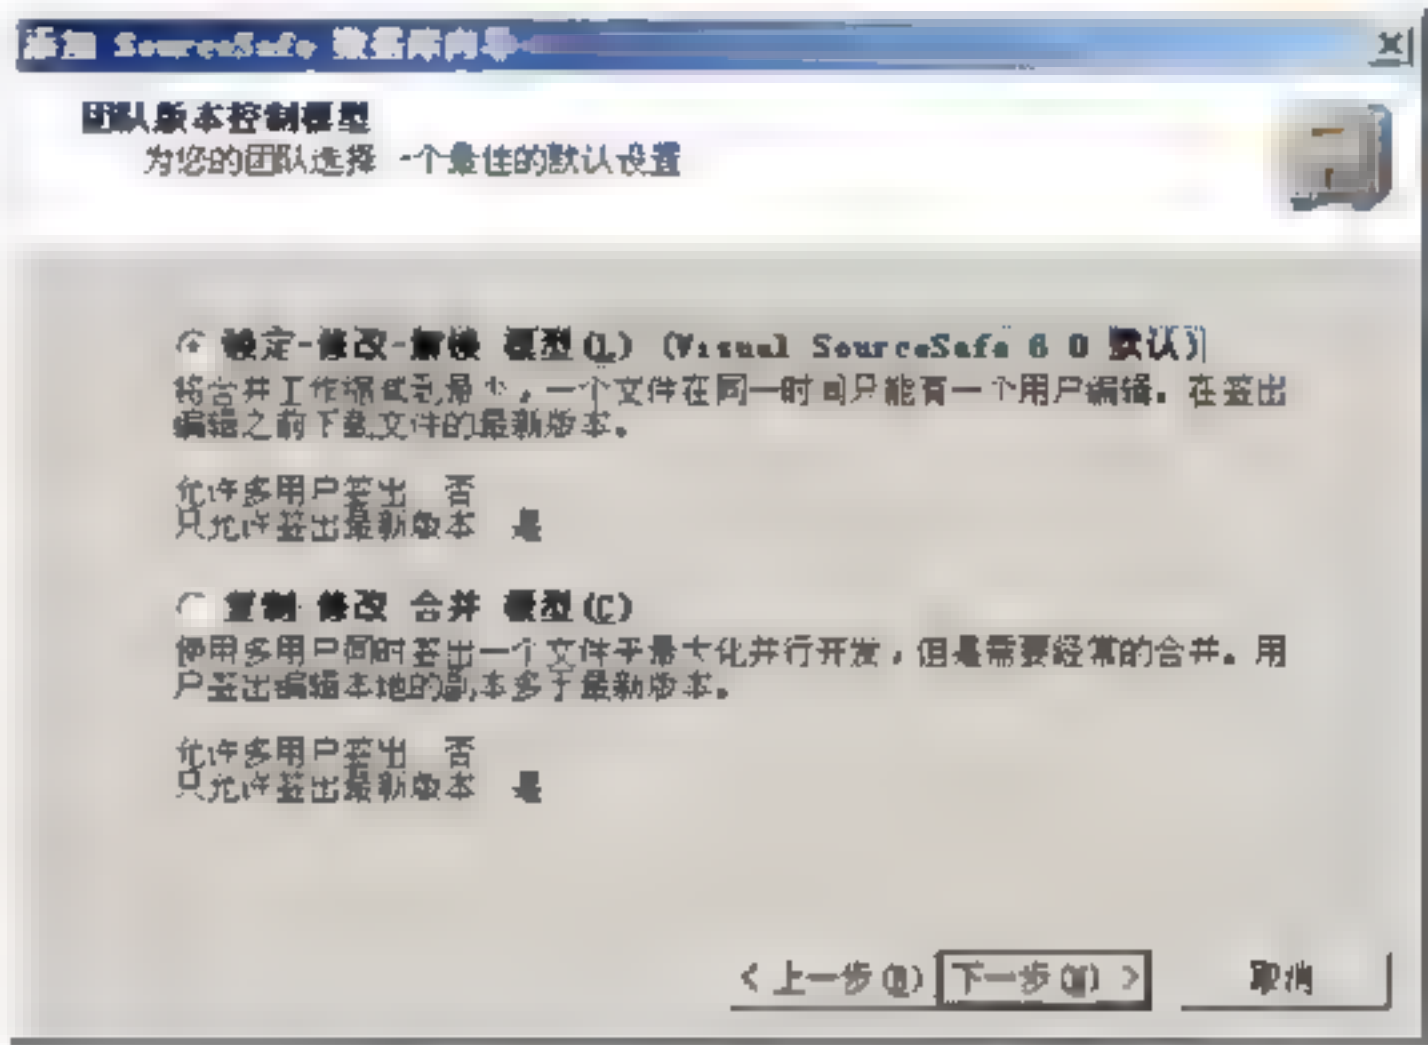 添加 SourceSafe 数据库向导
团队版本控制模型
为您的团队选择一个最佳的默认设置
锁定-修改-解锁 模型(L) (Visual SourceSafe 6 0 默认)
将合并工作缩减到最少，一个文件在同一时间只能有一个用户编辑。在签出
编辑之前下载文件的最新版本。
允许多用户签出 否
只允许签出最新版本 是
复制 修改 合并 模型(C)
使用多用户同时签出一个文件来最大化并行开发，但是需要经常的合并。用
户签出编辑本地的副本多于最新版本。
允许多用户签出 否
只允许签出最新版本 是
< 上一步(B)
下一步(N) >
取消